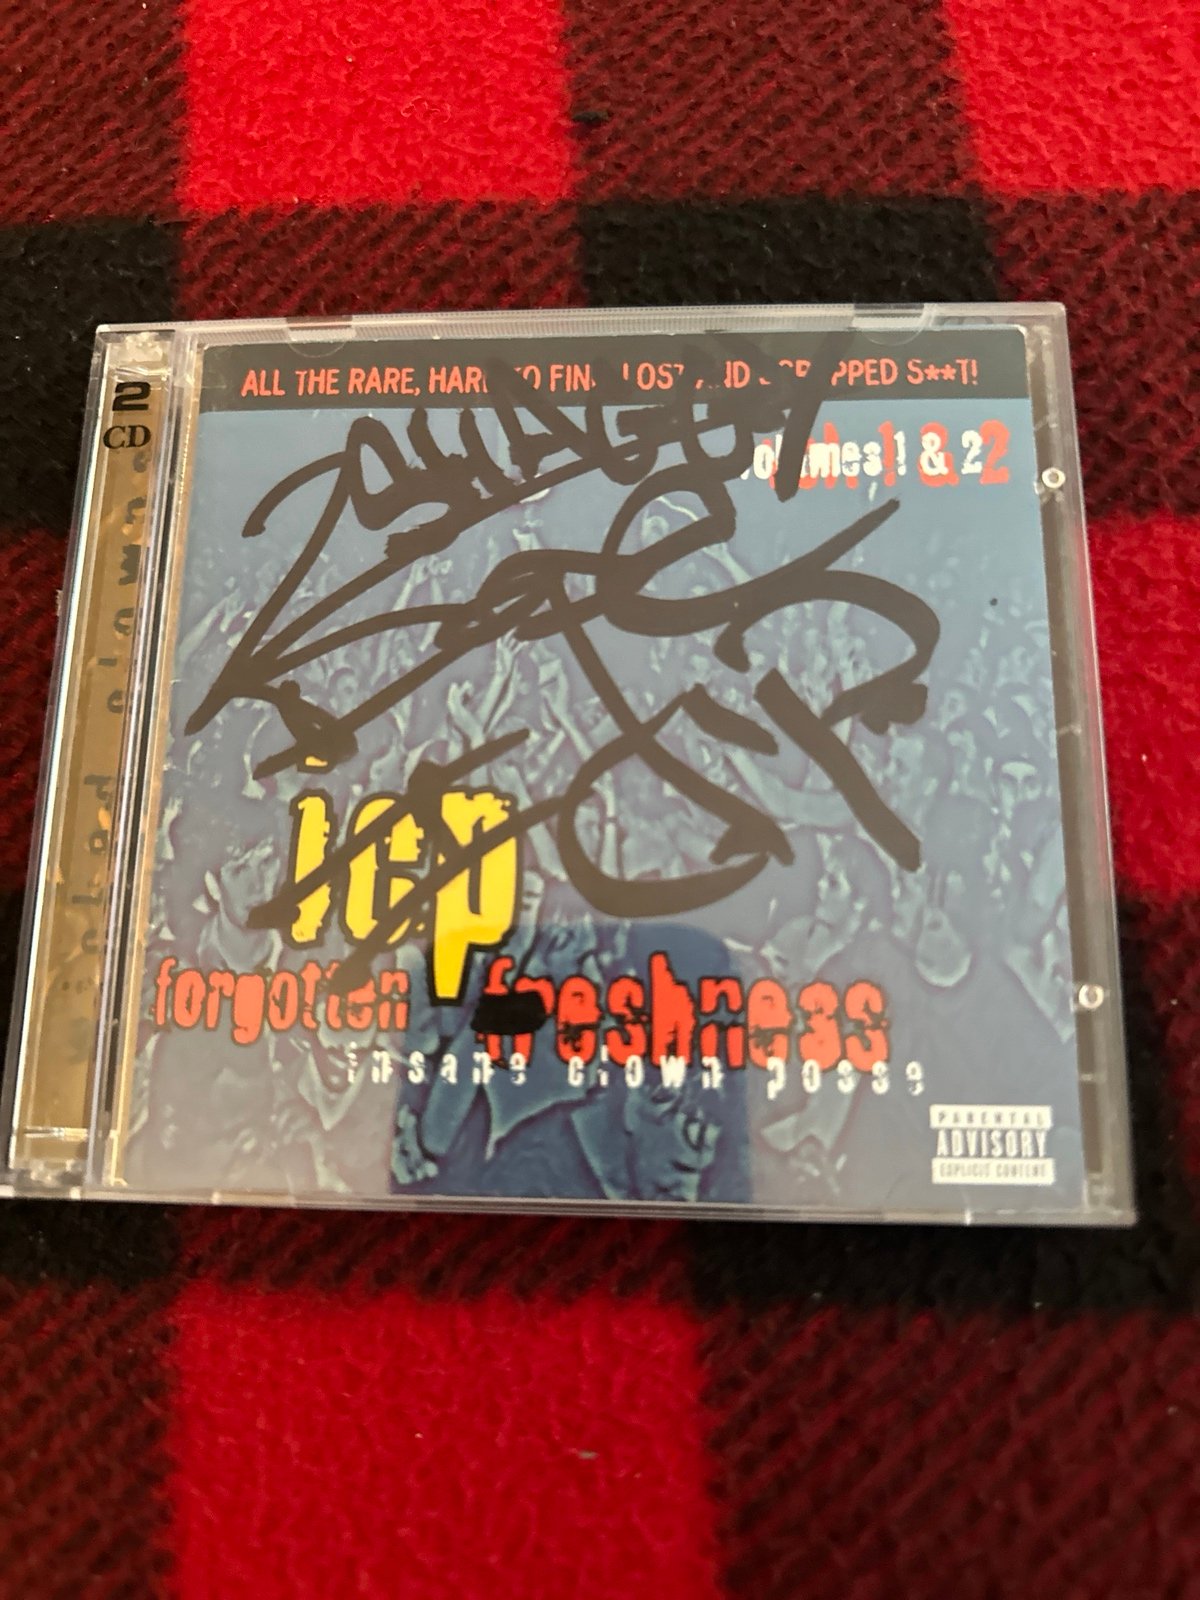 ALL THE RARE, HARD TO FIND, LOST AND SCRAPPED S**T!
2
CD
SHAGGY
volumes 1 & 2
icp
forgotten freshness
insane clown posse
PARENTAL
ADVISORY
EXPLICIT CONTENT